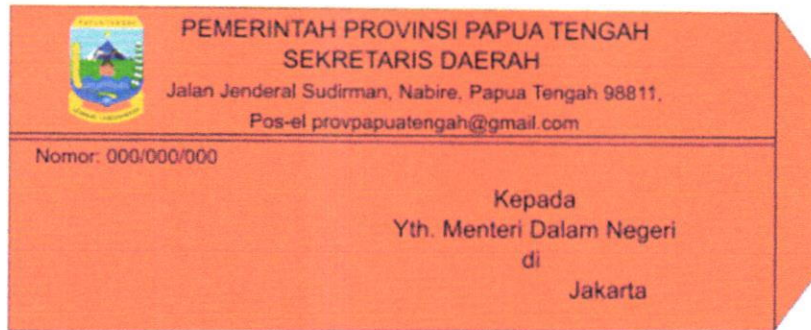 PEMERINTAH PROVINSI PAPUA TENGAH
SEKRETARIS DAERAH
Jalan Jenderal Sudirman, Nabire, Papua Tengah 98811,
Pos-el provpapuatengah@gmail.com
Nomor: 000/000/000
Kepada
Yth. Menteri Dalam Negeri
di
Jakarta